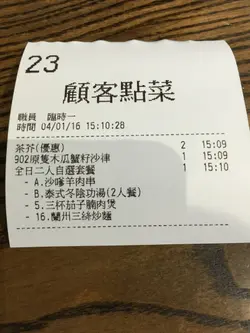 23
顧客點菜
職員 臨時一
時間 04/01/16 15:10:28
茶芥(優惠) 2 15:09
902原隻木瓜蟹籽沙律 1 15:09
全日二人自選套餐 1 15:10
- A.沙嗲羊肉串
- B.泰式冬陰功湯(2人餐)
- 5.三杯茄子腩肉煲
- 16.蘭州三絲炒麵